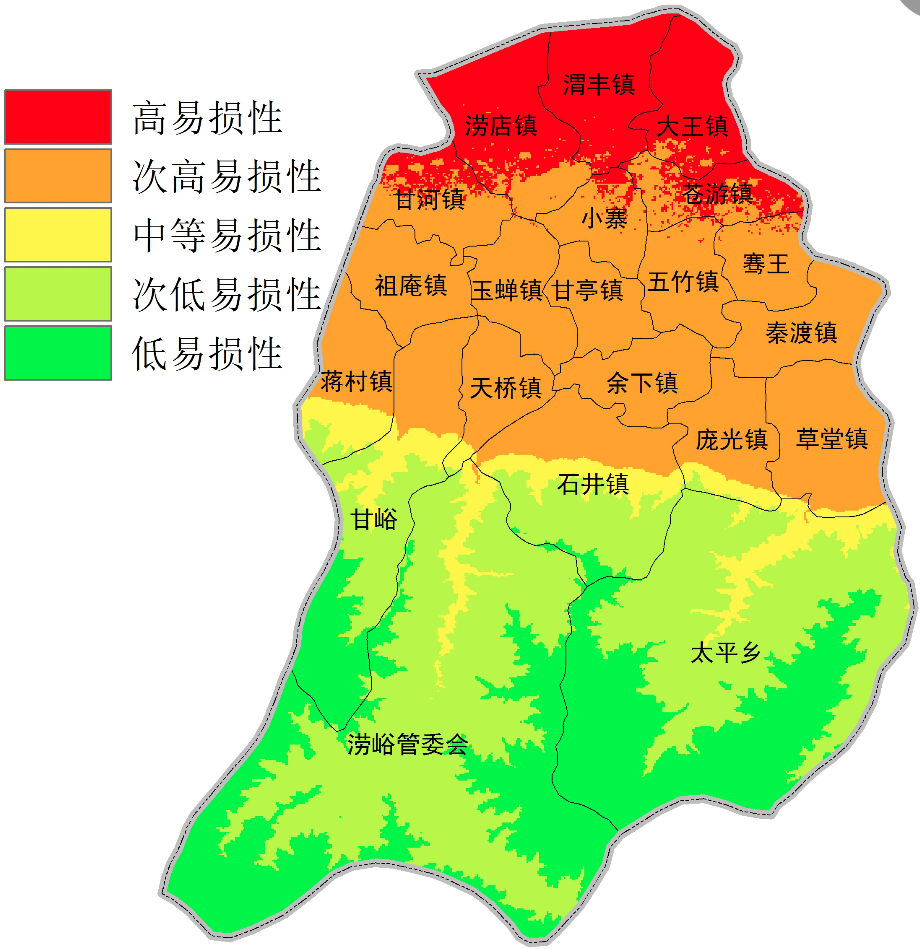 高易损性
次高易损性
中等易损性
次低易损性
低易损性
渭丰镇
涝店镇
大王镇
甘河镇
苍游镇
小寨
骞王
祖庵镇
玉蝉镇
甘亭镇
五竹镇
秦渡镇
蒋村镇
天桥镇
余下镇
庞光镇
草堂镇
石井镇
甘峪
太平乡
涝峪管委会